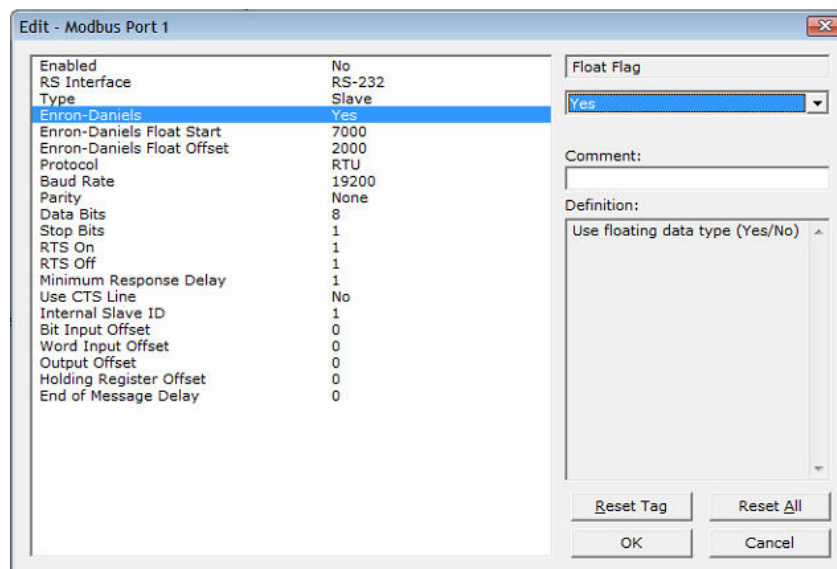 Edit - Modbus Port 1
Enabled No
RS Interface RS-232
Type Slave
Enron-Daniels Yes
Enron-Daniels Float Start 7000
Enron-Daniels Float Offset 2000
Protocol RTU
Baud Rate 19200
Parity None
Data Bits 8
Stop Bits 1
RTS On 1
RTS Off 1
Minimum Response Delay 1
Use CTS Line No
Internal Slave ID 1
Bit Input Offset 0
Word Input Offset 0
Output Offset 0
Holding Register Offset 0
End of Message Delay 0
Float Flag
Yes
Comment:
Definition:
Use floating data type (Yes/No)
Reset Tag Reset All
OK Cancel